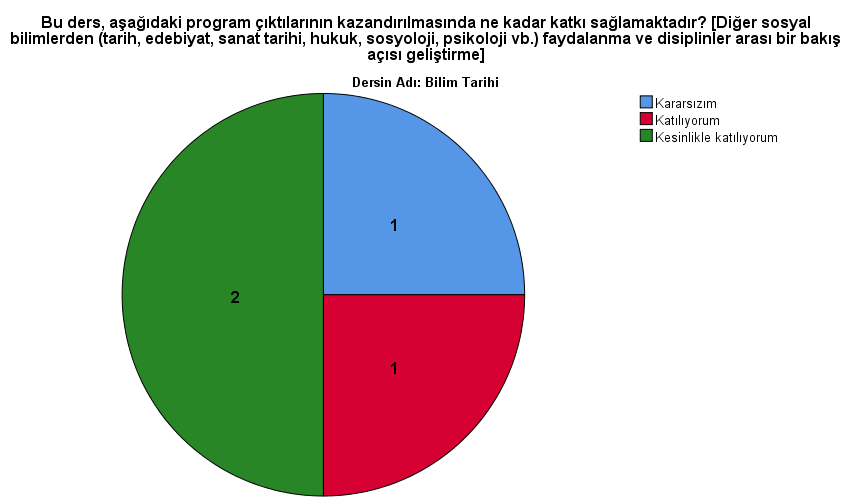 Bu ders, aşağıdaki program çıktılarının kazandırılmasında ne kadar katkı sağlamaktadır? [Diğer sosyal
bilimlerden (tarih, edebiyat, sanat tarihi, hukuk, sosyoloji, psikoloji vb.) faydalanma ve disiplinler arası bir bakış
açısı geliştirme]
Dersin Adı: Bilim Tarihi
Kararsızım
Katılıyorum
Kesinlikle katılıyorum
1
2
1